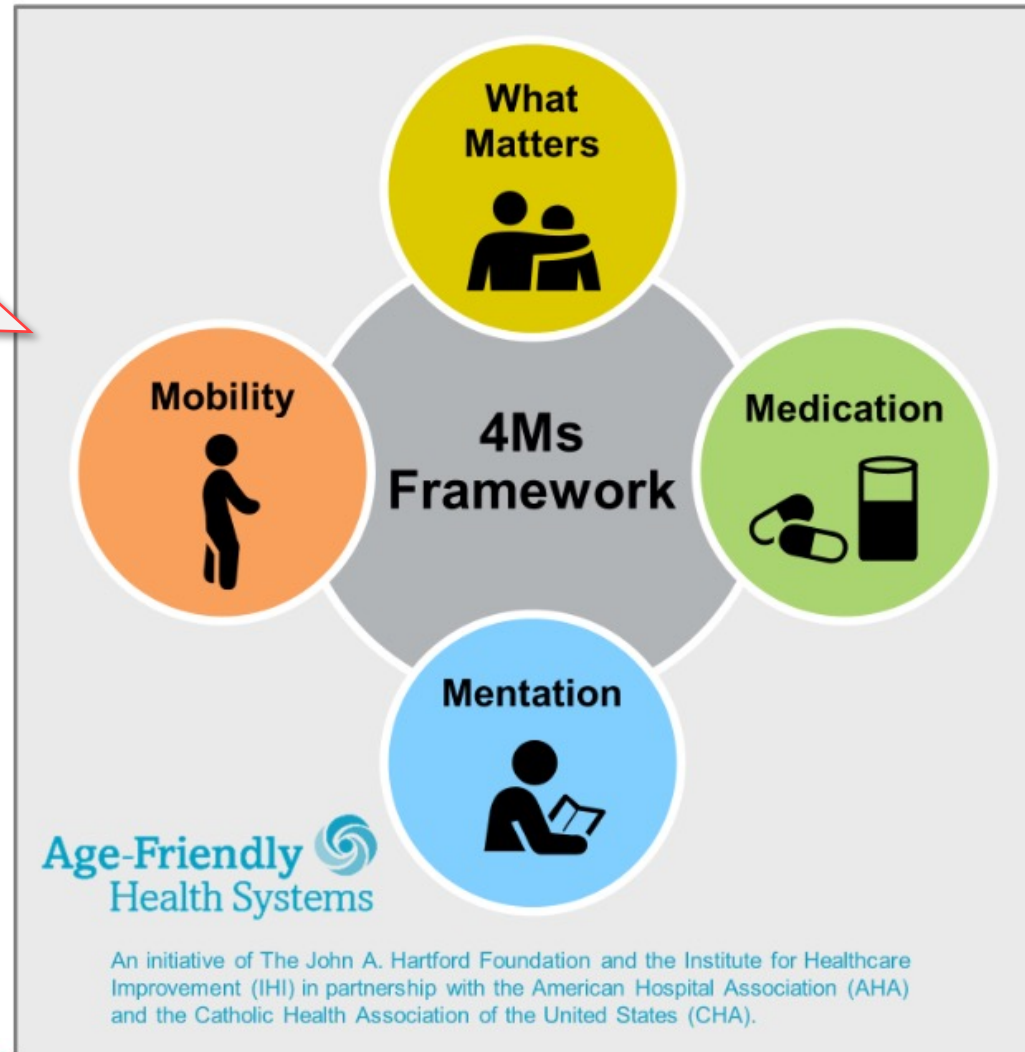 What
Matters
Mobility
4Ms
Framework
Medication
Mentation
Age-Friendly
Health Systems
An initiative of The John A. Hartford Foundation and the Institute for Healthcare
Improvement (IHI) in partnership with the American Hospital Association (AHA)
and the Catholic Health Association of the United States (CHA).